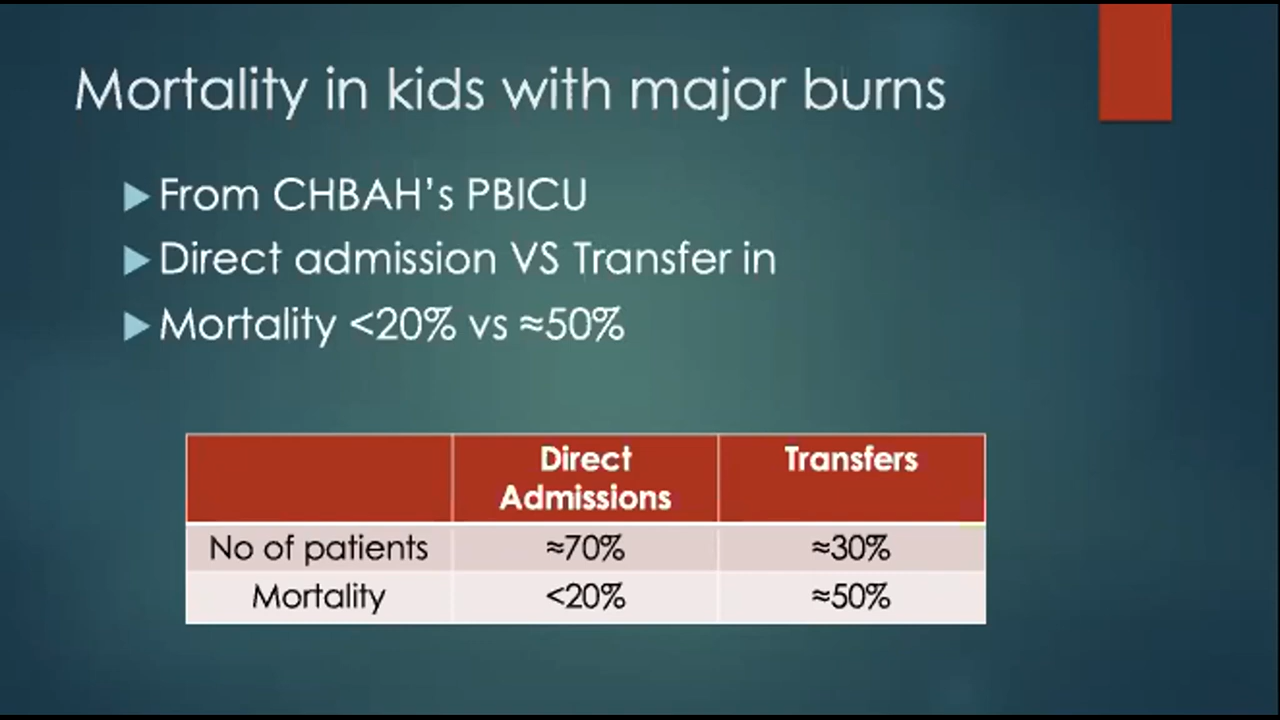 Mortality in kids with major burns
From CHBAH's PBICU
Direct admission VS Transfer in
Mortality <20% vs ≈50%
Direct Admissions Transfers
No of patients ≈70% ≈30%
Mortality <20% ≈50%